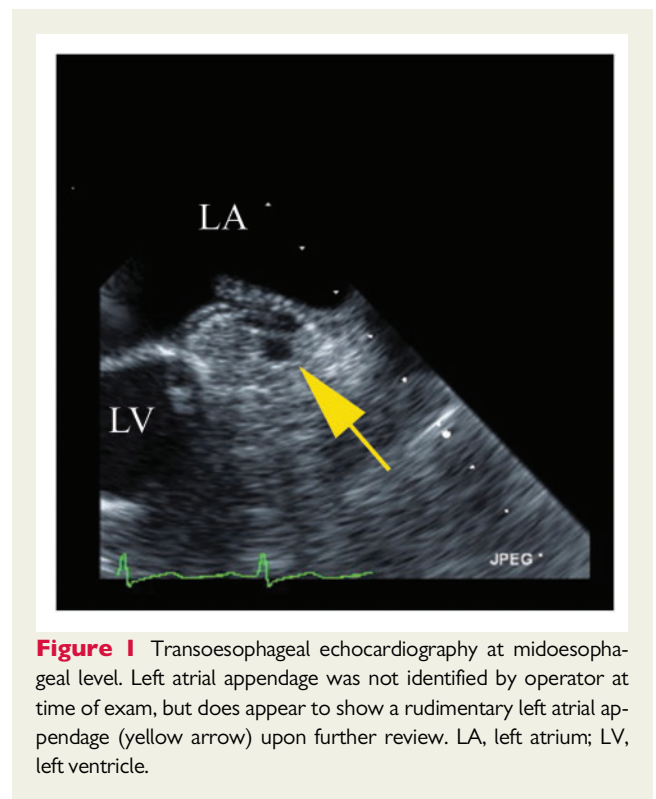 LA
LV
JPEG
Figure 1 Transoesophageal echocardiography at midoesopha-
geal level. Left atrial appendage was not identified by operator at
time of exam, but does appear to show a rudimentary left atrial ap-
pendage (yellow arrow) upon further review. LA, left atrium; LV,
left ventricle.